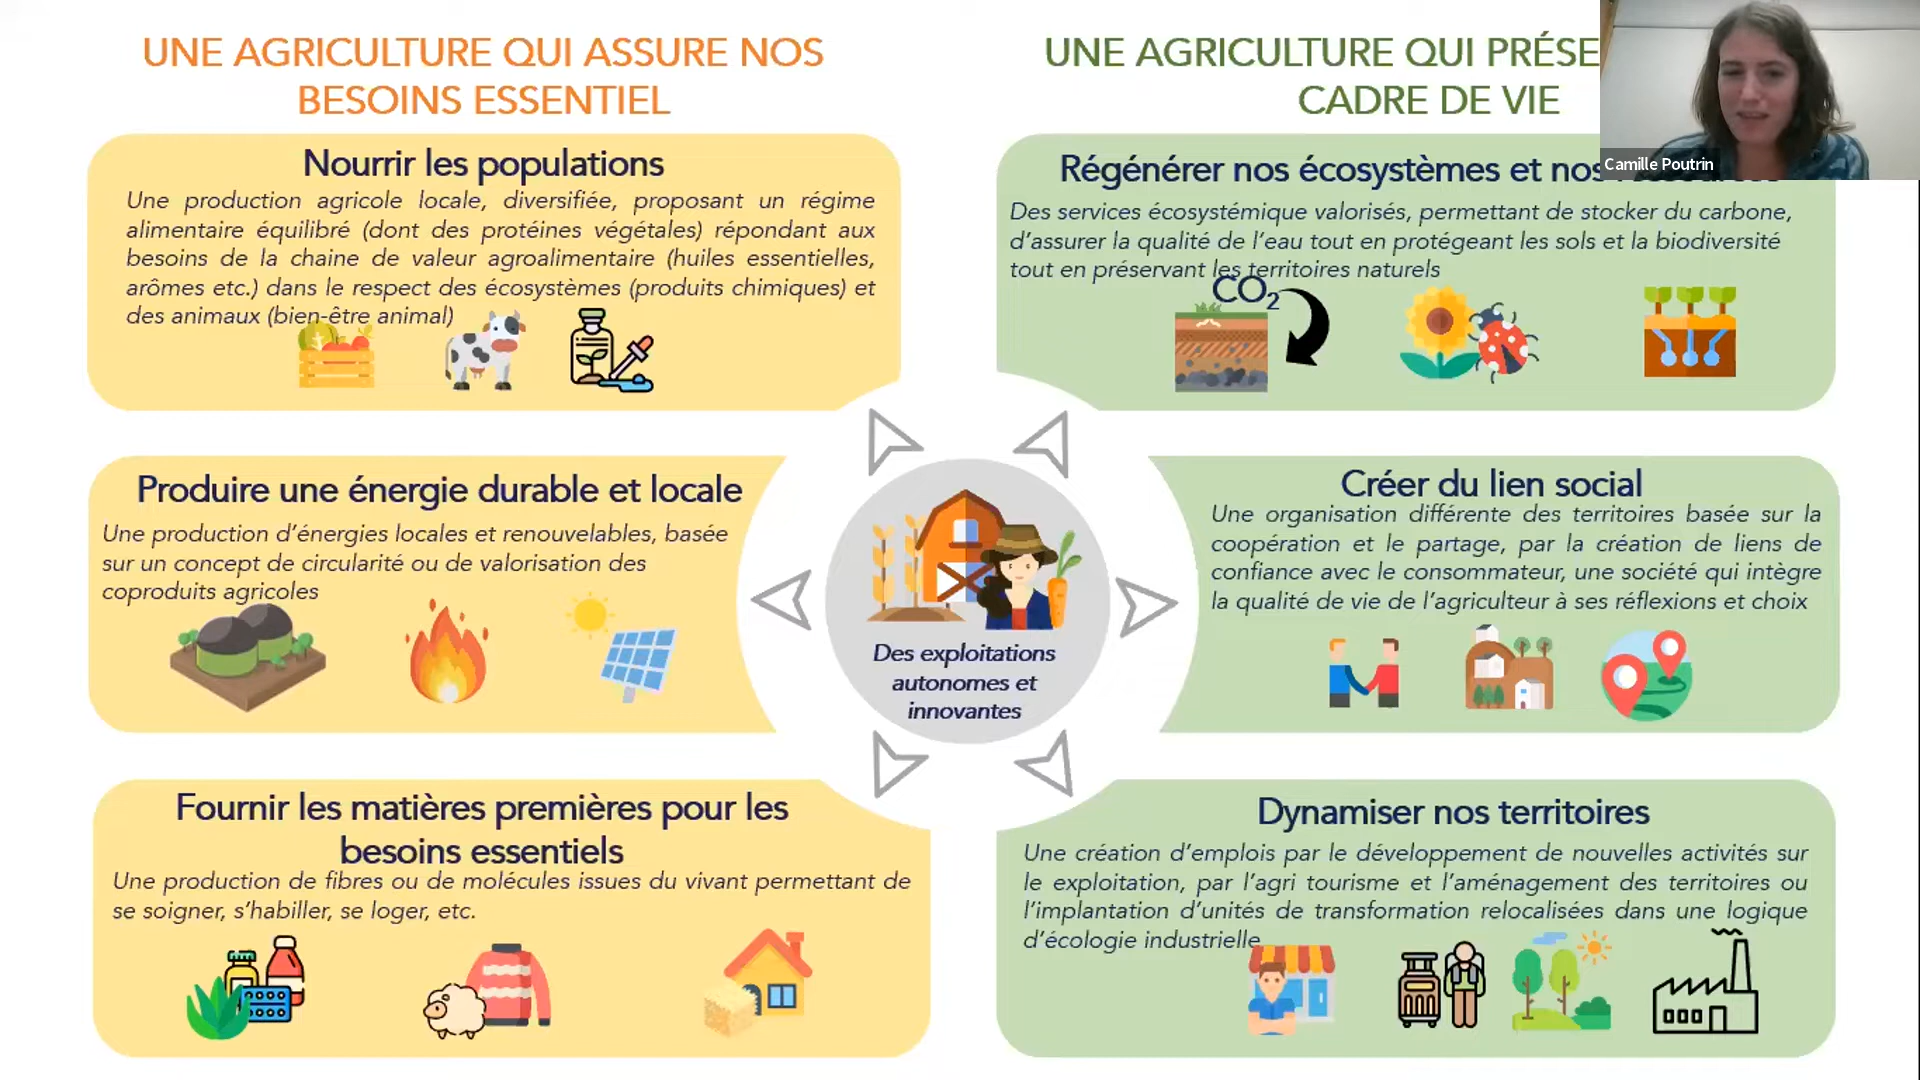 UNE AGRICULTURE QUI ASSURE NOS
BESOINS ESSENTIEL
Nourrir les populations
Une production agricole locale, diversifiée, proposant un régime
alimentaire équilibré (dont des protéines végétales) répondant aux
besoins de la chaine de valeur agroalimentaire (huiles essentielles,
arômes etc.) dans le respect des écosystèmes (produits chimiques) et
des animaux (bien-être animal)
Produire une énergie durable et locale
Une production d'énergies locales et renouvelables, basée
sur un concept de circularité ou de valorisation des
coproduits agricoles
Fournir les matières premières pour les
besoins essentiels
Une production de fibres ou de molécules issues du vivant permettant de
se soigner, s'habiller, se loger, etc.
Des exploitations
autonomes et
innovantes
UNE AGRICULTURE QUI PRÉSE
CADRE DE VIE
Camille Poutrin
Régénérer nos écosystèmes et nos
Des services écosystémique valorisés, permettant de stocker du carbone,
d'assurer la qualité de l'eau tout en protégeant les sols et la biodiversité
tout en préservant les territoires naturels
CO2
Créer du lien social
Une organisation différente des territoires basée sur la
coopération et le partage, par la création de liens de
confiance avec le consommateur, une société qui intègre
la qualité de vie de l'agriculteur à ses réflexions et choix
Dynamiser nos territoires
Une création d'emplois par le développement de nouvelles activités sur
le exploitation, par l'agri tourisme et l'aménagement des territoires ou
l'implantation d'unités de transformation relocalisées dans une logique
d'écologie industrielle